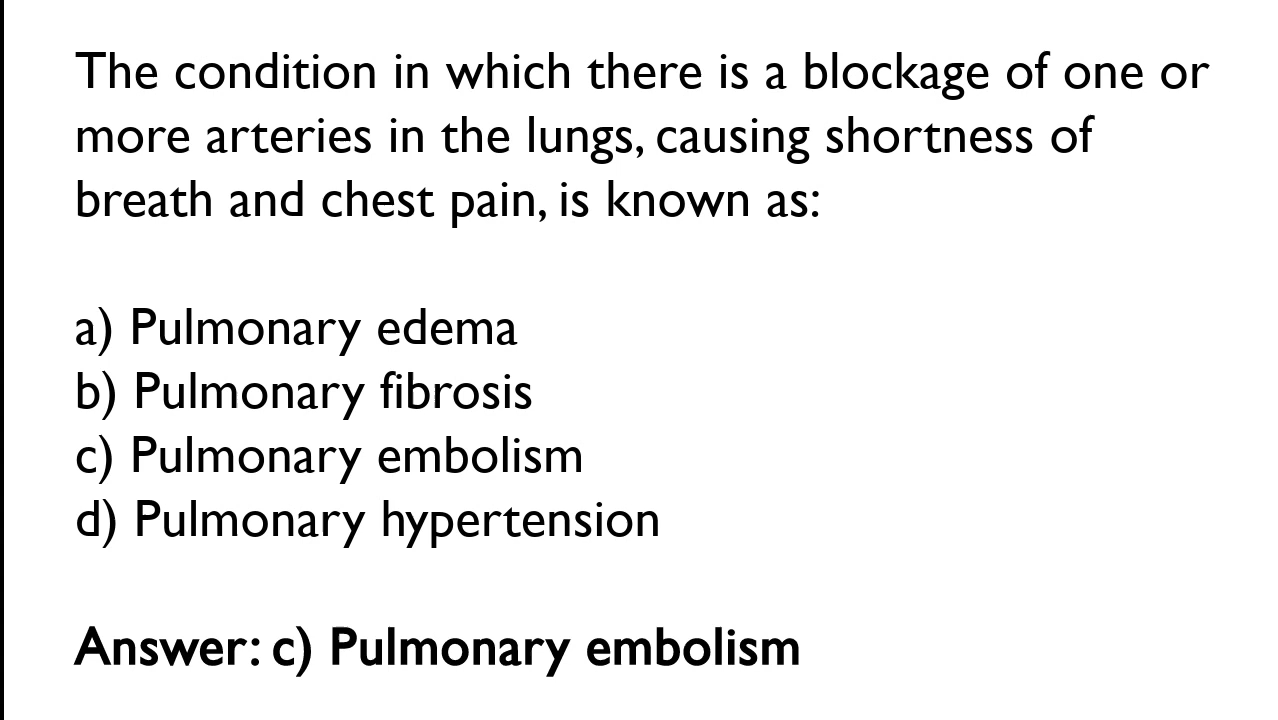 The condition in which there is a blockage of one or
more arteries in the lungs, causing shortness of
breath and chest pain, is known as:
a) Pulmonary edema
b) Pulmonary fibrosis
c) Pulmonary embolism
d) Pulmonary hypertension
Answer: c) Pulmonary embolism